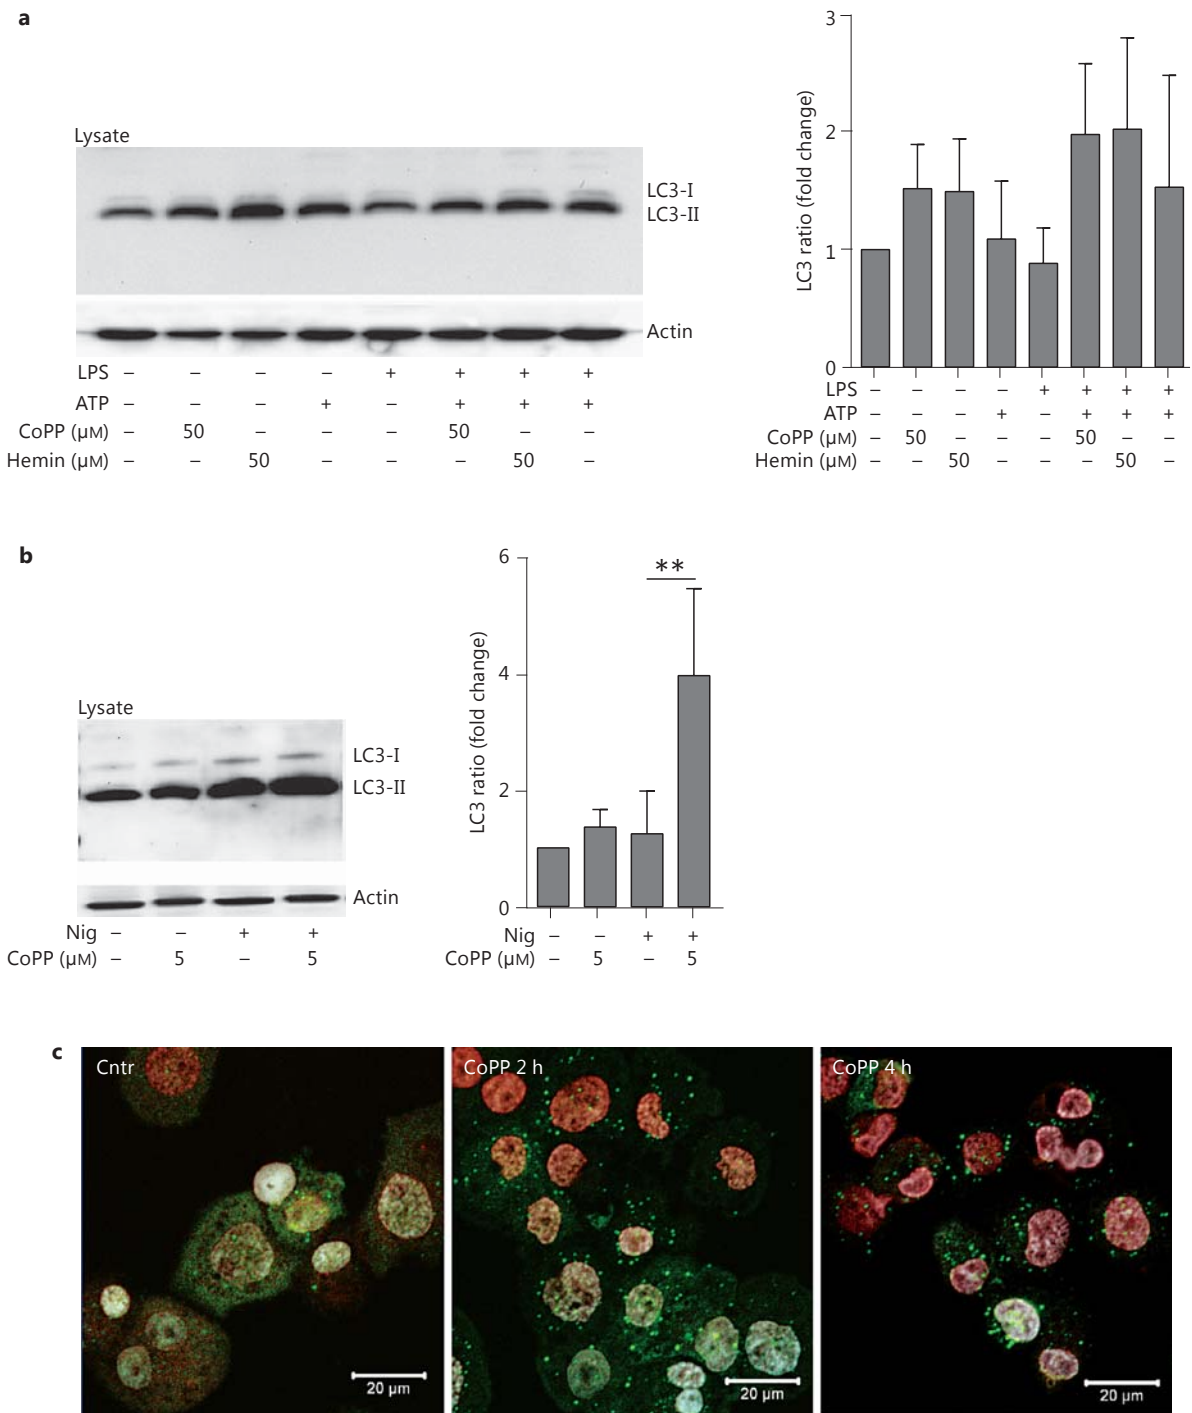 a
Lysate
LC3-I
LC3-II
Actin
LPS – – – – + + + +
ATP – – – + – + + +
CoPP (µM) – 50 – – – 50 – –
Hemin (µM) – – 50 – – – 50 –
3
2
1
0
LC3 ratio (fold change)
LPS – – – – + + + +
ATP – – – + – + + +
CoPP (µM) – 50 – – – 50 – –
Hemin (µM) – – 50 – – – 50 –
b
Lysate
LC3-I
LC3-II
Actin
Nig – – + +
CoPP (µM) – 5 – 5
6
4
2
0
LC3 ratio (fold change)
**
Nig – – + +
CoPP (µM) – 5 – 5
c
Cntr
20 µm
CoPP 2 h
20 µm
CoPP 4 h
20 µm